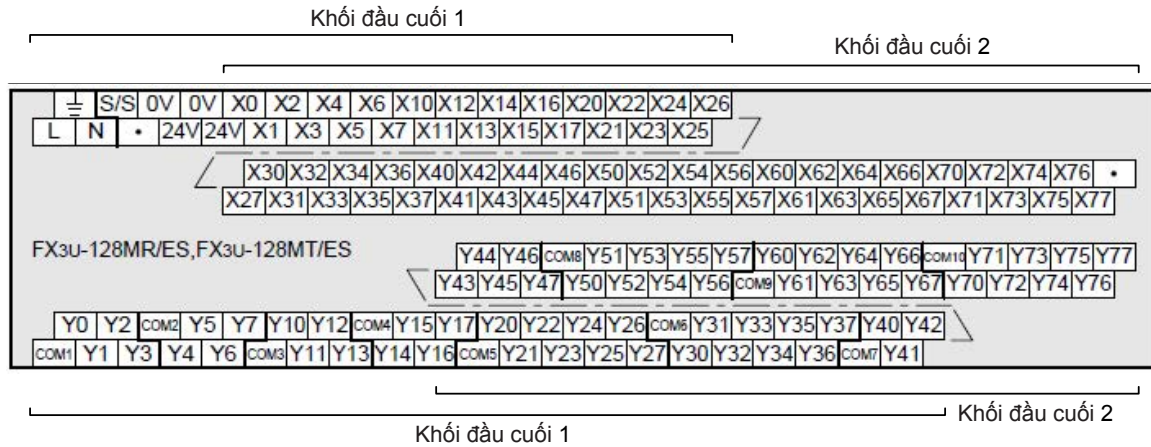 Khối đầu cuối 1
Khối đầu cuối 2
S/S 0V 0V X0 X2 X4 X6 X10 X12 X14 X16 X20 X22 X24 X26
L N • 24V 24V X1 X3 X5 X7 X11 X13 X15 X17 X21 X23 X25
X30 X32 X34 X36 X40 X42 X44 X46 X50 X52 X54 X56 X60 X62 X64 X66 X70 X72 X74 X76 •
X27 X31 X33 X35 X37 X41 X43 X45 X47 X51 X53 X55 X57 X61 X63 X65 X67 X71 X73 X75 X77
FX3U-128MR/ES,FX3U-128MT/ES
Y44 Y46 COM8 Y51 Y53 Y55 Y57 Y60 Y62 Y64 Y66 COM10 Y71 Y73 Y75 Y77
Y43 Y45 Y47 Y50 Y52 Y54 Y56 COM9 Y61 Y63 Y65 Y67 Y70 Y72 Y74 Y76
Y0 Y2 COM2 Y5 Y7 Y10 Y12 COM4 Y15 Y17 Y20 Y22 Y24 Y26 COM6 Y31 Y33 Y35 Y37 Y40 Y42
COM1 Y1 Y3 Y4 Y6 COM3 Y11 Y13 Y14 Y16 COM5 Y21 Y23 Y25 Y27 Y30 Y32 Y34 Y36 COM7 Y41
Khối đầu cuối 2
Khối đầu cuối 1